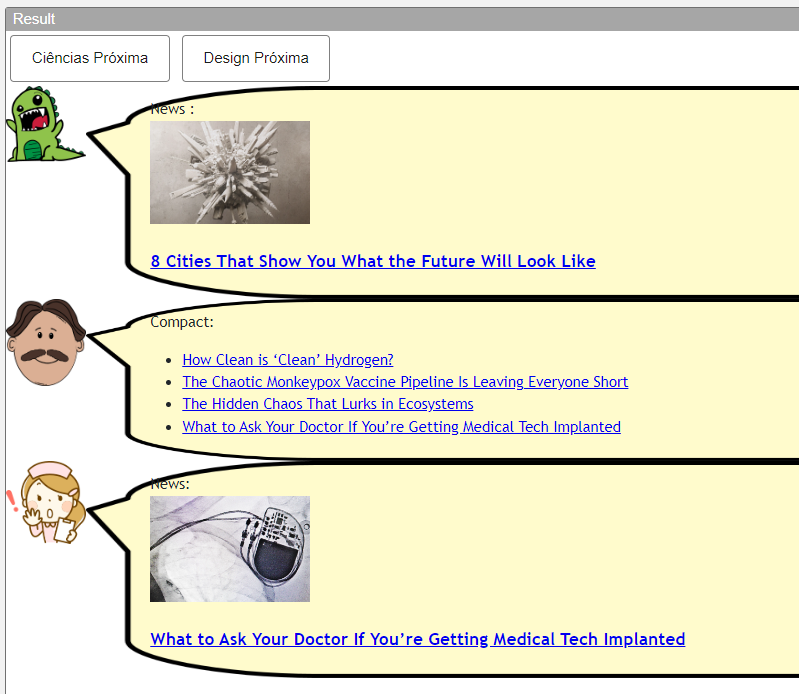 Result
Ciências Próxima
Design Próxima
News :
8 Cities That Show You What the Future Will Look Like
Compact:
How Clean is ‘Clean’ Hydrogen?
The Chaotic Monkeypox Vaccine Pipeline Is Leaving Everyone Short
The Hidden Chaos That Lurks in Ecosystems
What to Ask Your Doctor If You’re Getting Medical Tech Implanted
News:
What to Ask Your Doctor If You’re Getting Medical Tech Implanted